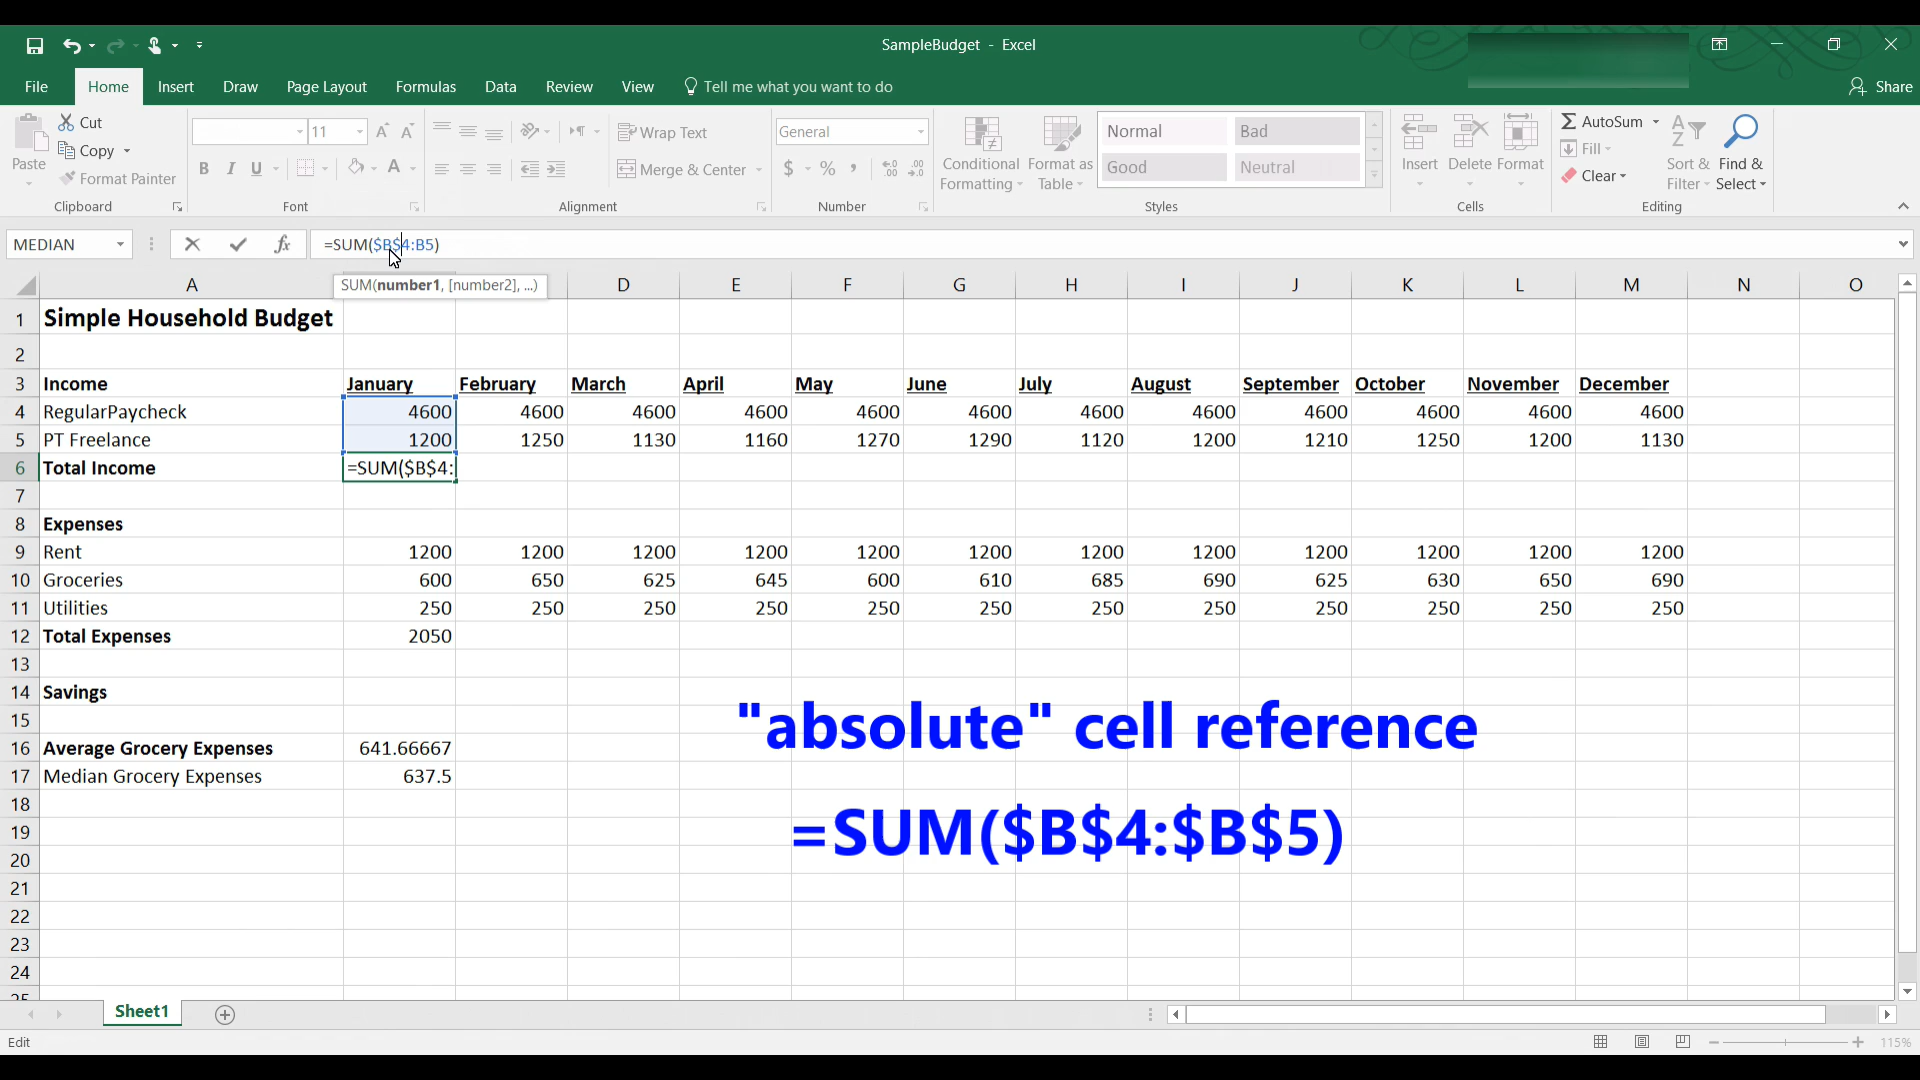 SampleBudget - Excel
File Home Insert Draw Page Layout Formulas Data Review View Tell me what you want to do Share
Paste Cut Copy Format Painter Clipboard
11 B I U A Font
Wrap Text Merge & Center Alignment
General $ % , Number
Conditional Formatting Format as Table Normal Bad Good Neutral Styles
Insert Delete Format Cells
AutoSum Fill Clear Sort & Filter Find & Select Editing
MEDIAN fx =SUM($B$4:B5)
SUM(number1, [number2], ...)
A D E F G H I J K L M N O
1 Simple Household Budget
2
3 Income January February March April May June July August September October November December
4 RegularPaycheck 4600 4600 4600 4600 4600 4600 4600 4600 4600 4600 4600 4600
5 PT Freelance 1200 1250 1130 1160 1270 1290 1120 1200 1210 1250 1200 1130
6 Total Income =SUM($B$4:
7
8 Expenses
9 Rent 1200 1200 1200 1200 1200 1200 1200 1200 1200 1200 1200 1200
10 Groceries 600 650 625 645 600 610 685 690 625 630 650 690
11 Utilities 250 250 250 250 250 250 250 250 250 250 250 250
12 Total Expenses 2050
13
14 Savings
"absolute" cell reference
15
16 Average Grocery Expenses 641.66667
17 Median Grocery Expenses 637.5
18
=SUM($B$4:$B$5)
19
20
21
22
23
24
25
Sheet1
Edit 115%